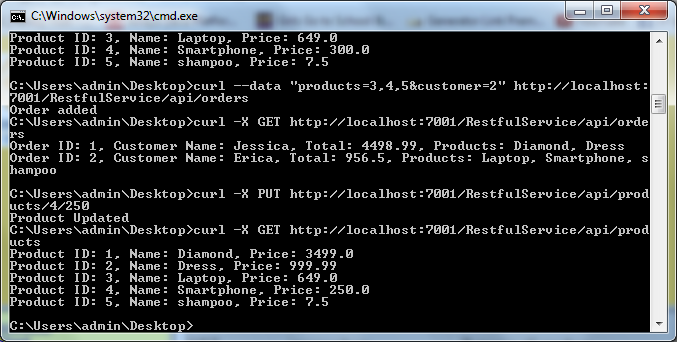 C:\Windows\system32\cmd.exe
Product ID: 3, Name: Laptop, Price: 649.0
Product ID: 4, Name: Smartphone, Price: 300.0
Product ID: 5, Name: shampoo, Price: 7.5
C:\Users\admin\Desktop>curl --data "products=3,4,5&customer=2" http://localhost:
7001/RestfulService/api/orders
Order added
C:\Users\admin\Desktop>curl -X GET http://localhost:7001/RestfulService/api/orde
rs
Order ID: 1, Customer Name: Jessica, Total: 4498.99, Products: Diamond, Dress
Order ID: 2, Customer Name: Erica, Total: 956.5, Products: Laptop, Smartphone, s
hampoo
C:\Users\admin\Desktop>curl -X PUT http://localhost:7001/RestfulService/api/prod
ucts/4/250
Product Updated
C:\Users\admin\Desktop>curl -X GET http://localhost:7001/RestfulService/api/prod
ucts
Product ID: 1, Name: Diamond, Price: 3499.0
Product ID: 2, Name: Dress, Price: 999.99
Product ID: 3, Name: Laptop, Price: 649.0
Product ID: 4, Name: Smartphone, Price: 250.0
Product ID: 5, Name: shampoo, Price: 7.5
C:\Users\admin\Desktop>